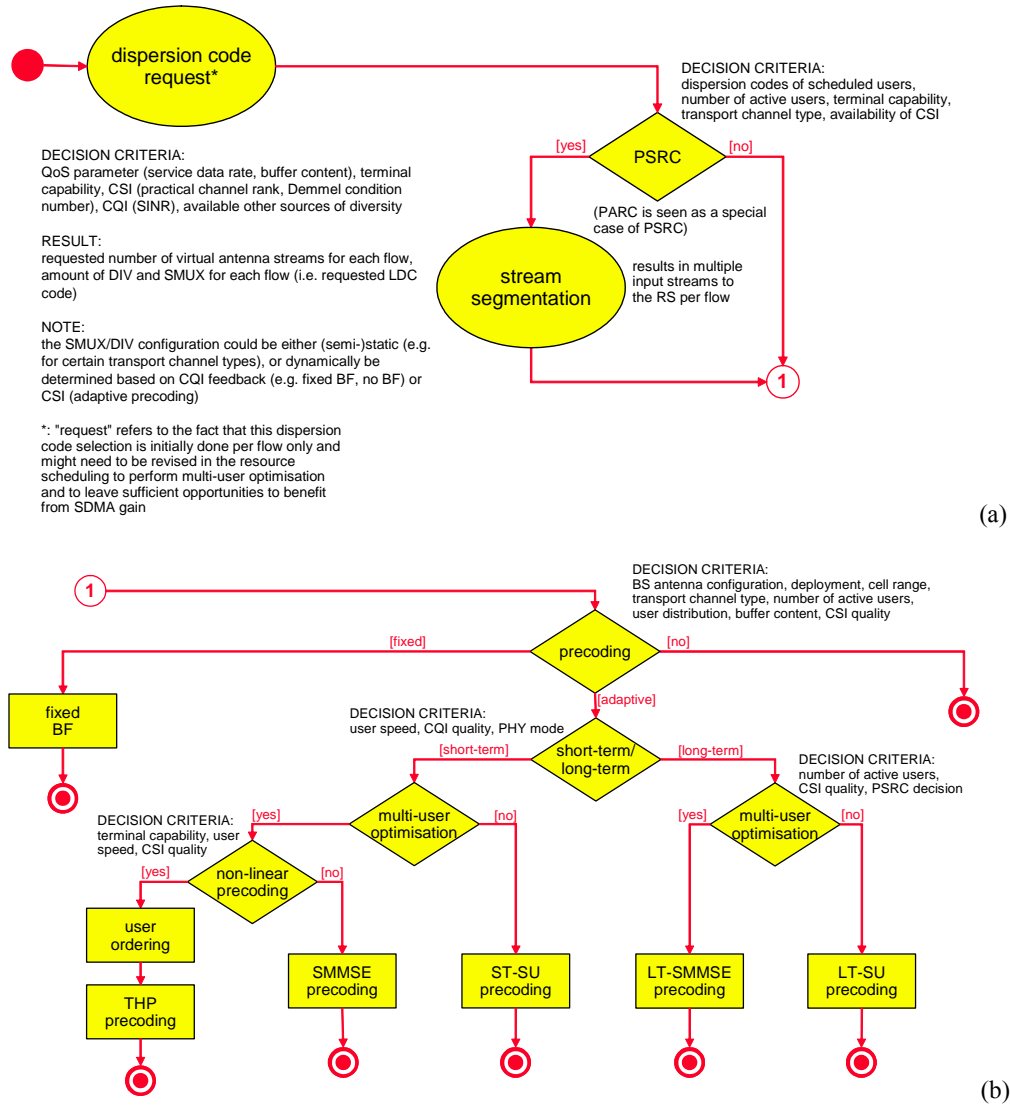 dispersion code
request*
DECISION CRITERIA:
dispersion codes of scheduled users,
number of active users, terminal capability,
transport channel type, availability of CSI
[yes]
PSRC
[no]
DECISION CRITERIA:
QoS parameter (service data rate, buffer content), terminal
capability, CSI (practical channel rank, Demmel condition
number), CQI (SINR), available other sources of diversity
RESULT:
requested number of virtual antenna streams for each flow,
amount of DIV and SMUX for each flow (i.e. requested LDC
code)
NOTE:
the SMUX/DIV configuration could be either (semi-)static (e.g.
for certain transport channel types), or dynamically be
determined based on CQI feedback (e.g. fixed BF, no BF) or
CSI (adaptive precoding)
*: "request" refers to the fact that this dispersion
code selection is initially done per flow only and
might need to be revised in the resource
scheduling to perform multi-user optimisation
and to leave sufficient opportunities to benefit
from SDMA gain
(PARC is seen as a special
case of PSRC)
stream
segmentation
results in multiple
input streams to
the RS per flow
1
(a)
1
DECISION CRITERIA:
BS antenna configuration, deployment, cell range,
transport channel type, number of active users,
user distribution, buffer content, CSI quality
[fixed]
precoding
[no]
fixed
BF
[adaptive]
DECISION CRITERIA:
user speed, CQI quality, PHY mode
[short-term]
short-term/
long-term
[long-term]
DECISION CRITERIA:
number of active users,
CSI quality, PSRC decision
DECISION CRITERIA:
terminal capability, user
speed, CSI quality
[yes]
multi-user
optimisation
[no]
[yes]
multi-user
optimisation
[no]
[yes]
non-linear
precoding
[no]
user
ordering
THP
precoding
SMMSE
precoding
ST-SU
precoding
LT-SMMSE
precoding
LT-SU
precoding
(b)